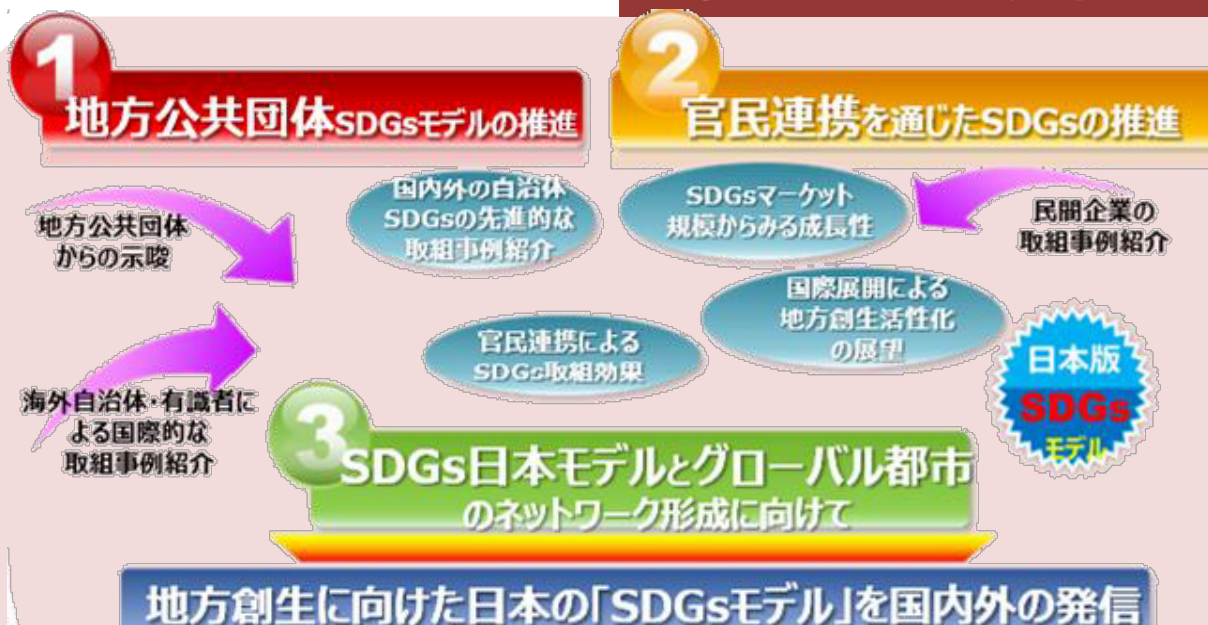 1
地方公共団体SDGsモデルの推進
2
官民連携を通じたSDGsの推進
地方公共団体
からの示唆
国内外の自治体
SDGsの先進的な
取組事例紹介
SDGsマーケット
規模からみる成長性
民間企業の
取組事例紹介
国際展開による
地方創生活性化
の展望
官民連携による
SDGs取組効果
日本版
SDGs
モデル
海外自治体・有識者に
よる国際的な
取組事例紹介
3
SDGs日本モデルとグローバル都市
のネットワーク形成に向けて
地方創生に向けた日本の「SDGsモデル」を国内外の発信